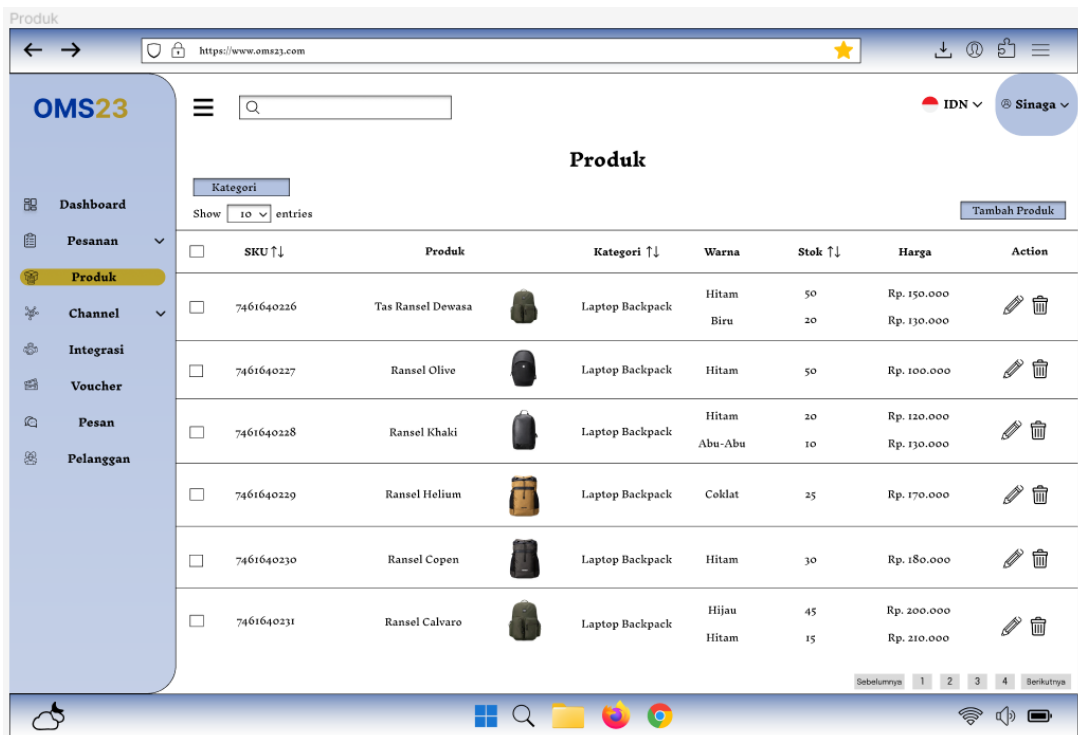 Produk
https://www.oms23.com
OMS23
IDN
Sinaga
Produk
Kategori
Show 10 entries
Tambah Produk
Dashboard
Pesanan
Produk
Channel
Integrasi
Voucher
Pesan
Pelanggan
SKU↑↓ Produk Kategori ↑↓ Warna Stok ↑↓ Harga Action
7461640226 Tas Ransel Dewasa Laptop Backpack Hitam 50 Rp. 150.000
Biru 20 Rp. 130.000
7461640227 Ransel Olive Laptop Backpack Hitam 50 Rp. 100.000
7461640228 Ransel Khaki Laptop Backpack Hitam 20 Rp. 120.000
Abu-Abu 10 Rp. 130.000
7461640229 Ransel Helium Laptop Backpack Coklat 25 Rp. 170.000
7461640230 Ransel Copen Laptop Backpack Hitam 30 Rp. 180.000
7461640231 Ransel Calvaro Laptop Backpack Hijau 45 Rp. 200.000
Hitam 15 Rp. 210.000
Sebelumnya 1 2 3 4 Berikutnya